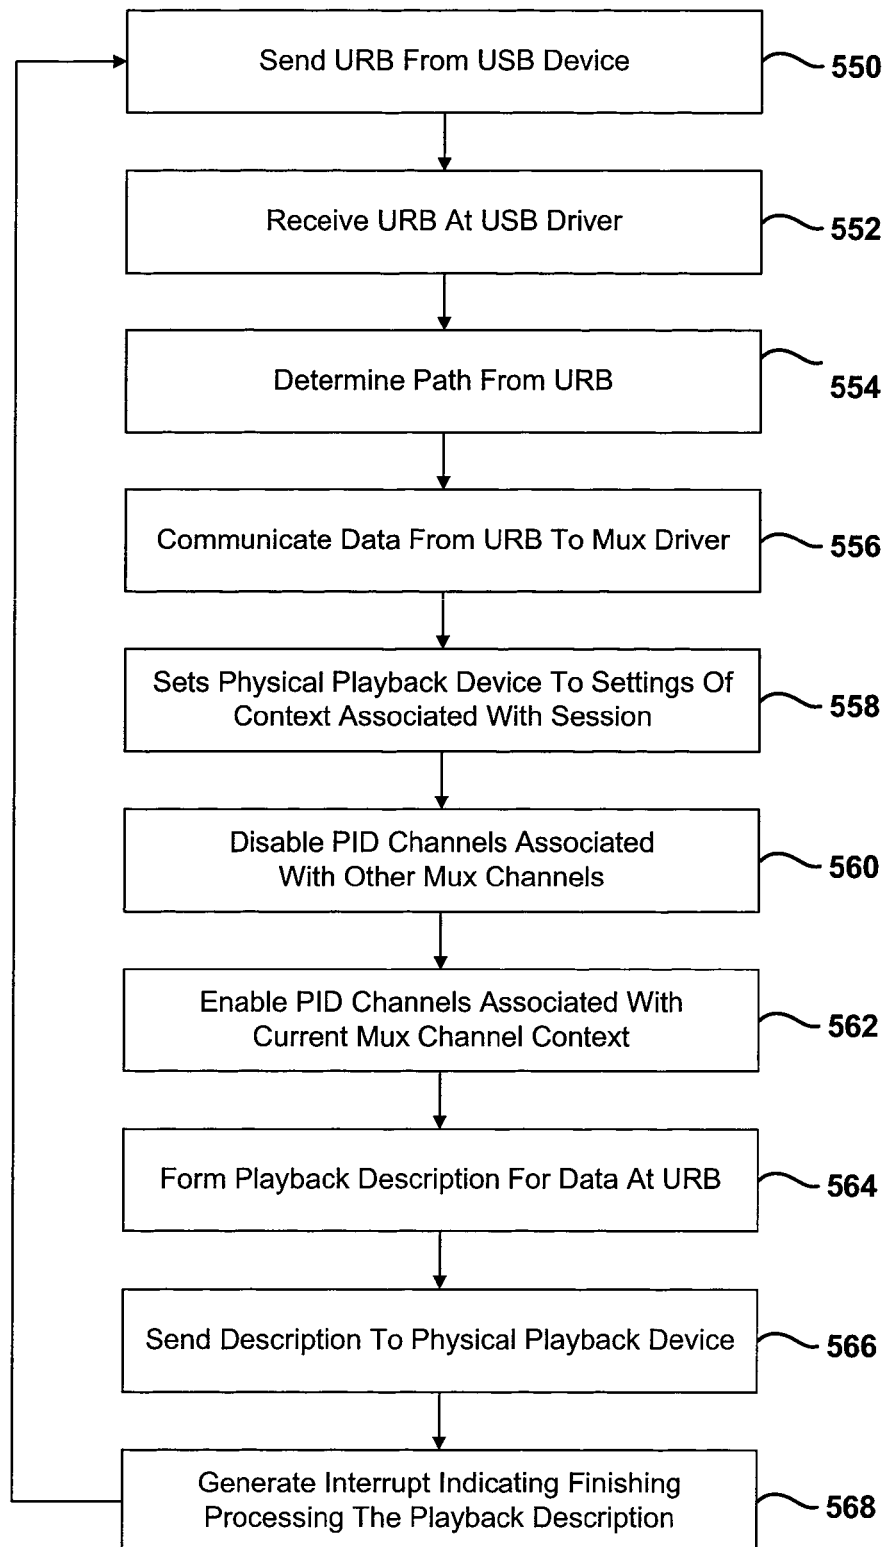 Send URB From USB Device
550
Receive URB At USB Driver
552
Determine Path From URB
554
Communicate Data From URB To Mux Driver
556
Sets Physical Playback Device To Settings Of
Context Associated With Session
558
Disable PID Channels Associated
With Other Mux Channels
560
Enable PID Channels Associated With
Current Mux Channel Context
562
Form Playback Description For Data At URB
564
Send Description To Physical Playback Device
566
Generate Interrupt Indicating Finishing
Processing The Playback Description
568